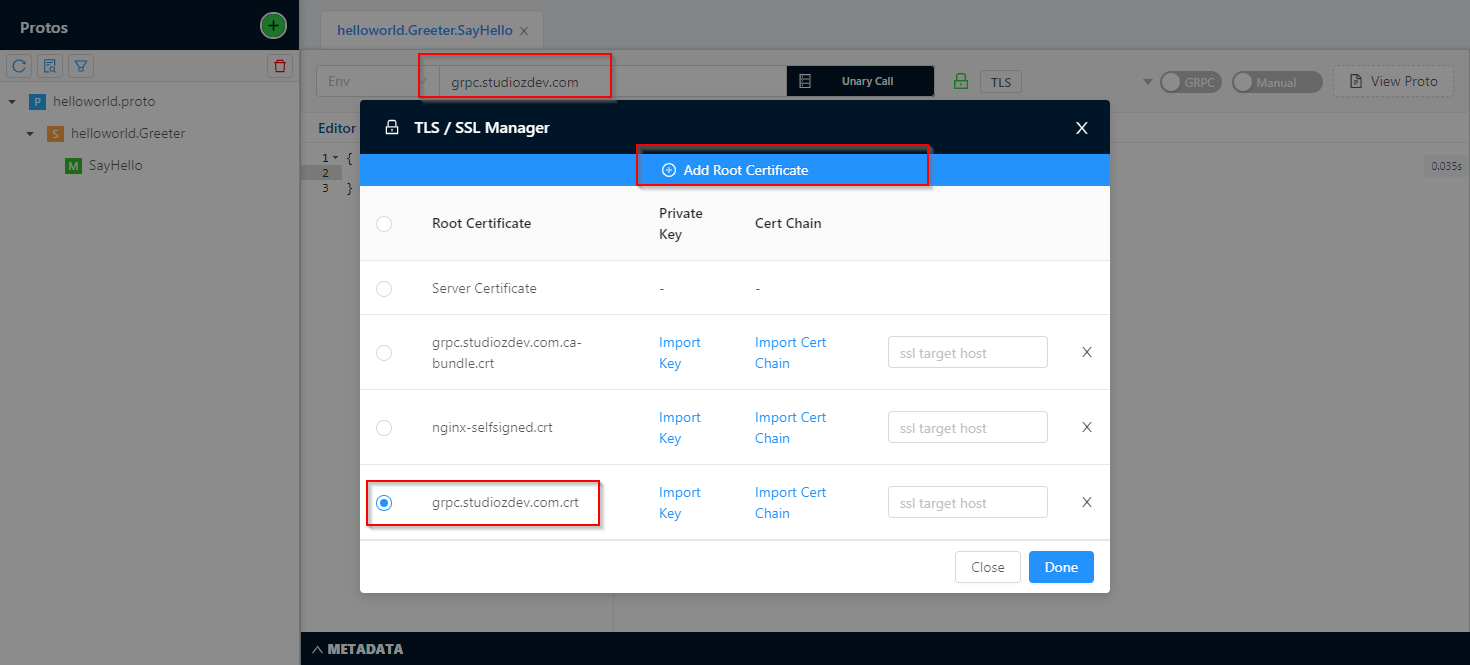 Protos
helloworld.Greeter.SayHello
Env
grpc.studiozdev.com
Unary Call
TLS
GRPC
Manual
View Proto
P helloworld.proto
S helloworld.Greeter
M SayHello
Editor
1 {
2
3 }
0.035s
TLS / SSL Manager
X
Add Root Certificate
Root Certificate
Private
Key
Cert Chain
Server Certificate
-
-
grpc.studiozdev.com.ca-
bundle.crt
Import
Key
Import Cert
Chain
ssl target host
X
nginx-selfsigned.crt
Import
Key
Import Cert
Chain
ssl target host
X
grpc.studiozdev.com.crt
Import
Key
Import Cert
Chain
ssl target host
X
Close
Done
METADATA